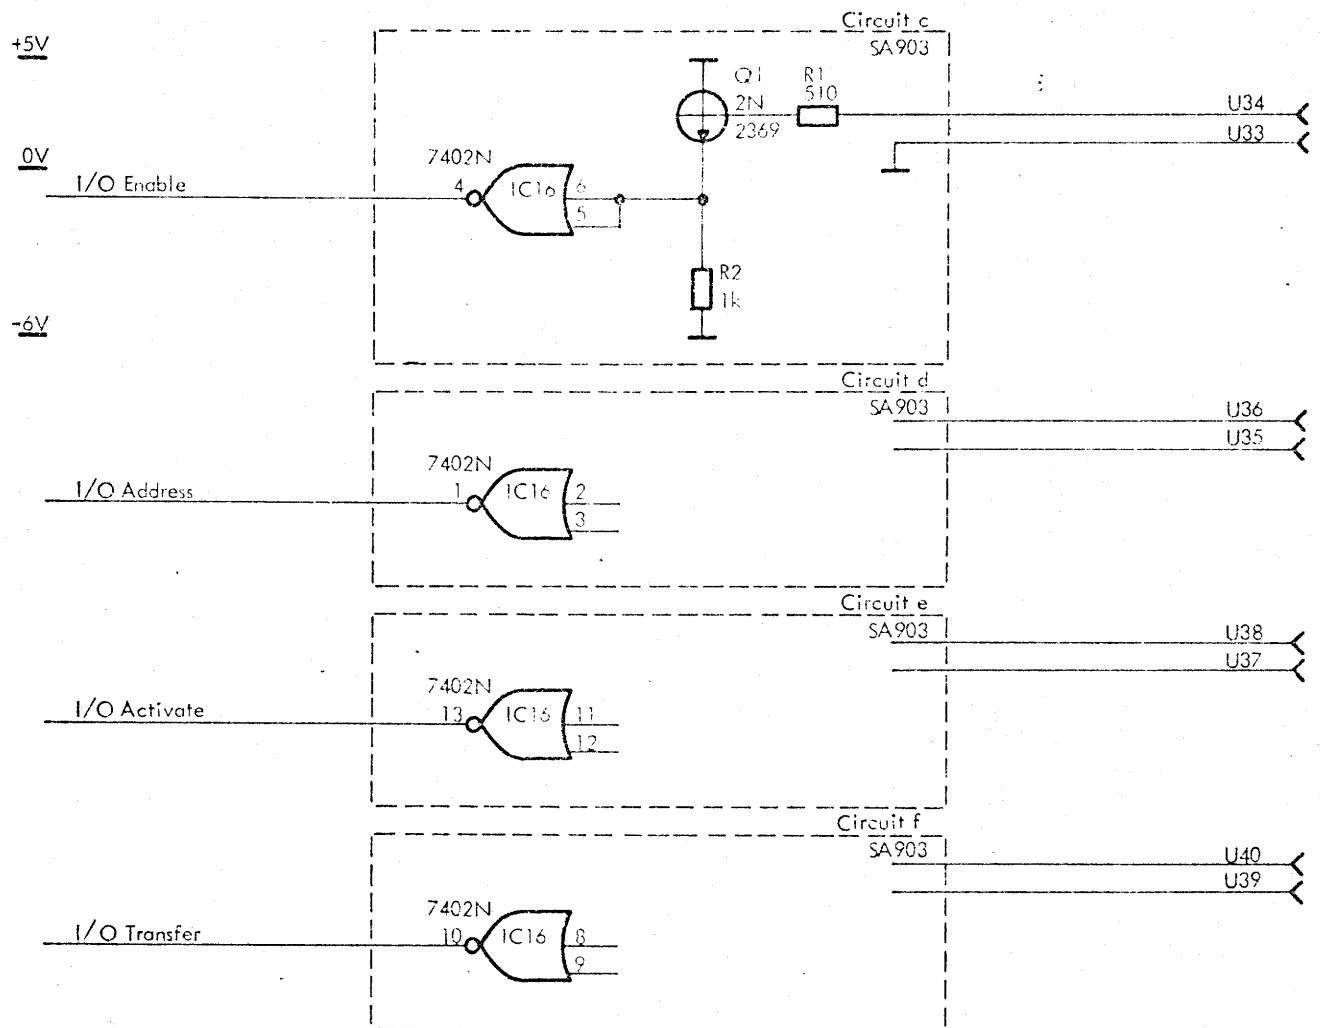 Circuit c
+5V
SA903
Q1
2N
2369
R1
510
U34
U33
0V
7402N
I/O Enable
4
IC16
6
5
R2
1k
-6V
Circuit d
SA903
U36
U35
7402N
I/O Address
1
IC16
2
3
Circuit e
SA903
U38
U37
7402N
I/O Activate
13
IC16
11
12
Circuit f
SA903
U40
U39
7402N
I/O Transfer
10
IC16
8
9